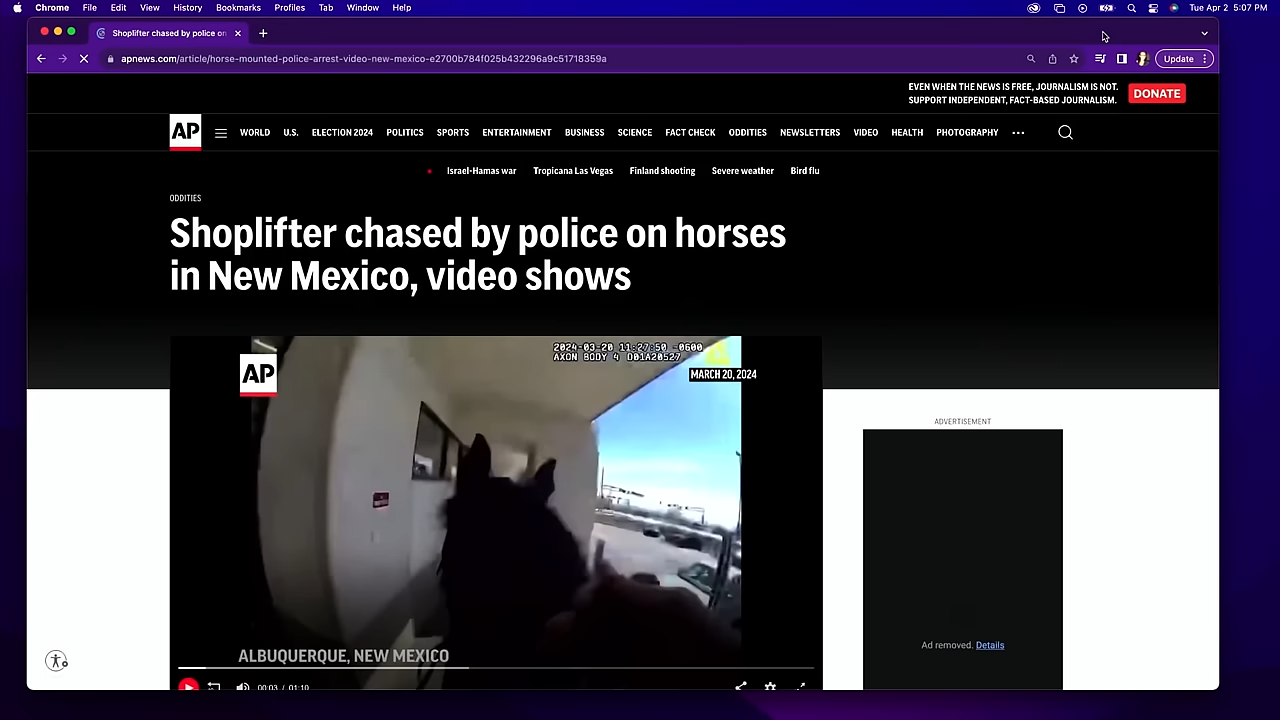 Chrome File Edit View History Bookmarks Profiles Tab Window Help
Tue Apr 2 5:07 PM
Shoplifter chased by police on
apnews.com/article/horse-mounted-police-arrest-video-new-mexico-e2700b784f025b432296a9c51718359a
Update
EVEN WHEN THE NEWS IS FREE, JOURNALISM IS NOT.
SUPPORT INDEPENDENT, FACT-BASED JOURNALISM.
DONATE
AP
WORLD U.S. ELECTION 2024 POLITICS SPORTS ENTERTAINMENT BUSINESS SCIENCE FACT CHECK ODDITIES NEWSLETTERS VIDEO HEALTH PHOTOGRAPHY
Israel-Hamas war Tropicana Las Vegas Finland shooting Severe weather Bird flu
ODDITIES
Shoplifter chased by police on horses
in New Mexico, video shows
2024-03-20 11:27:50 -0600
AXON BODY 4 D01A20527
AP
MARCH 20, 2024
ADVERTISEMENT
Ad removed. Details
ALBUQUERQUE, NEW MEXICO
00:03 / 01:10